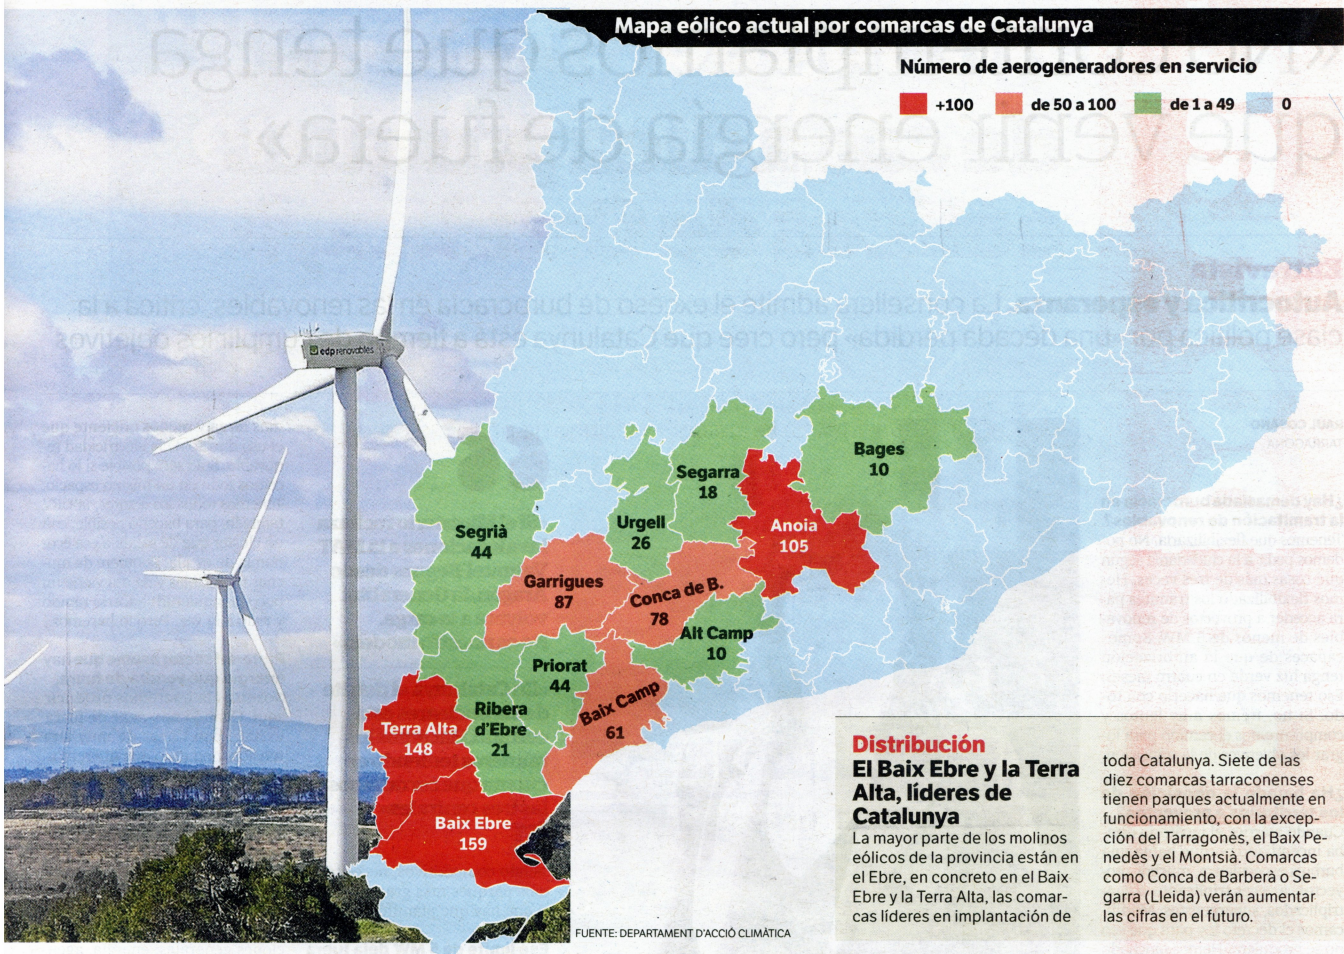 Mapa eólico actual por comarcas de Catalunya
Número de aerogeneradores en servicio
+100
de 50 a 100
de 1 a 49
0
edp renovables
Bages
10
Segarra
18
Anoia
105
Urgell
26
Segrià
44
Garrigues
87
Conca de B.
78
Alt Camp
10
Priorat
44
Baix Camp
61
Ribera
d'Ebre
21
Terra Alta
148
Baix Ebre
159
Distribución
El Baix Ebre y la Terra
Alta, líderes de
Catalunya
La mayor parte de los molinos
eólicos de la provincia están en
el Ebre, en concreto en el Baix
Ebre y la Terra Alta, las comar-
cas líderes en implantación de
toda Catalunya. Siete de las
diez comarcas tarraconenses
tienen parques actualmente en
funcionamiento, con la excep-
ción del Tarragonès, el Baix Pe-
nedès y el Montsià. Comarcas
como Conca de Barberà o Se-
garra (Lleida) verán aumentar
las cifras en el futuro.
FUENTE: DEPARTAMENT D'ACCIÓ CLIMÀTICA